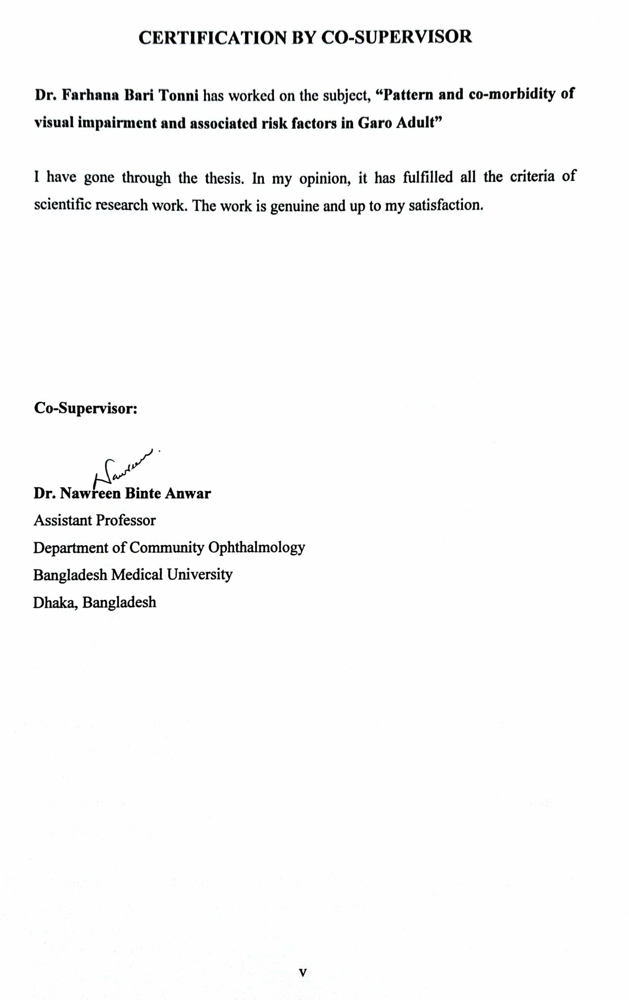 CERTIFICATION BY CO-SUPERVISOR
Dr. Farhana Bari Tonni has worked on the subject, “Pattern and co-morbidity of
visual impairment and associated risk factors in Garo Adult”
I have gone through the thesis. In my opinion, it has fulfilled all the criteria of
scientific research work. The work is genuine and up to my satisfaction.
Co-Supervisor:
Nawreen.
Dr. Nawreen Binte Anwar
Assistant Professor
Department of Community Ophthalmology
Bangladesh Medical University
Dhaka, Bangladesh
v